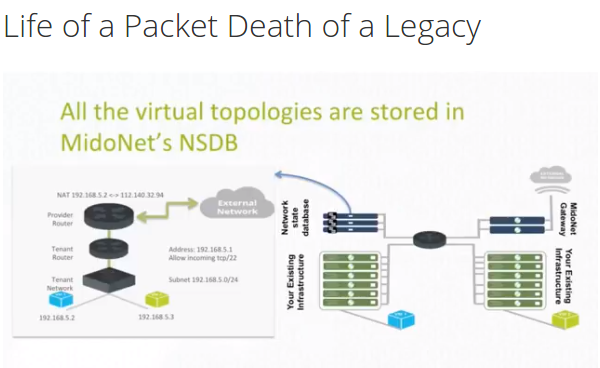 Life of a Packet Death of a Legacy
All the virtual topologies are stored in
MidoNet's NSDB
NAT 192.168.5.2 <-> 112.140.32.94
External
Network
Provider
Router
Tenant
Router
Address: 192.168.5.1
Allow incoming tcp/22
Tenant
Network
Subnet 192.168.5.0/24
192.168.5.2
192.168.5.3
Network
state
database
Your Existing
Infrastructure
MidoNet
Gateway
Your Existing
Infrastructure